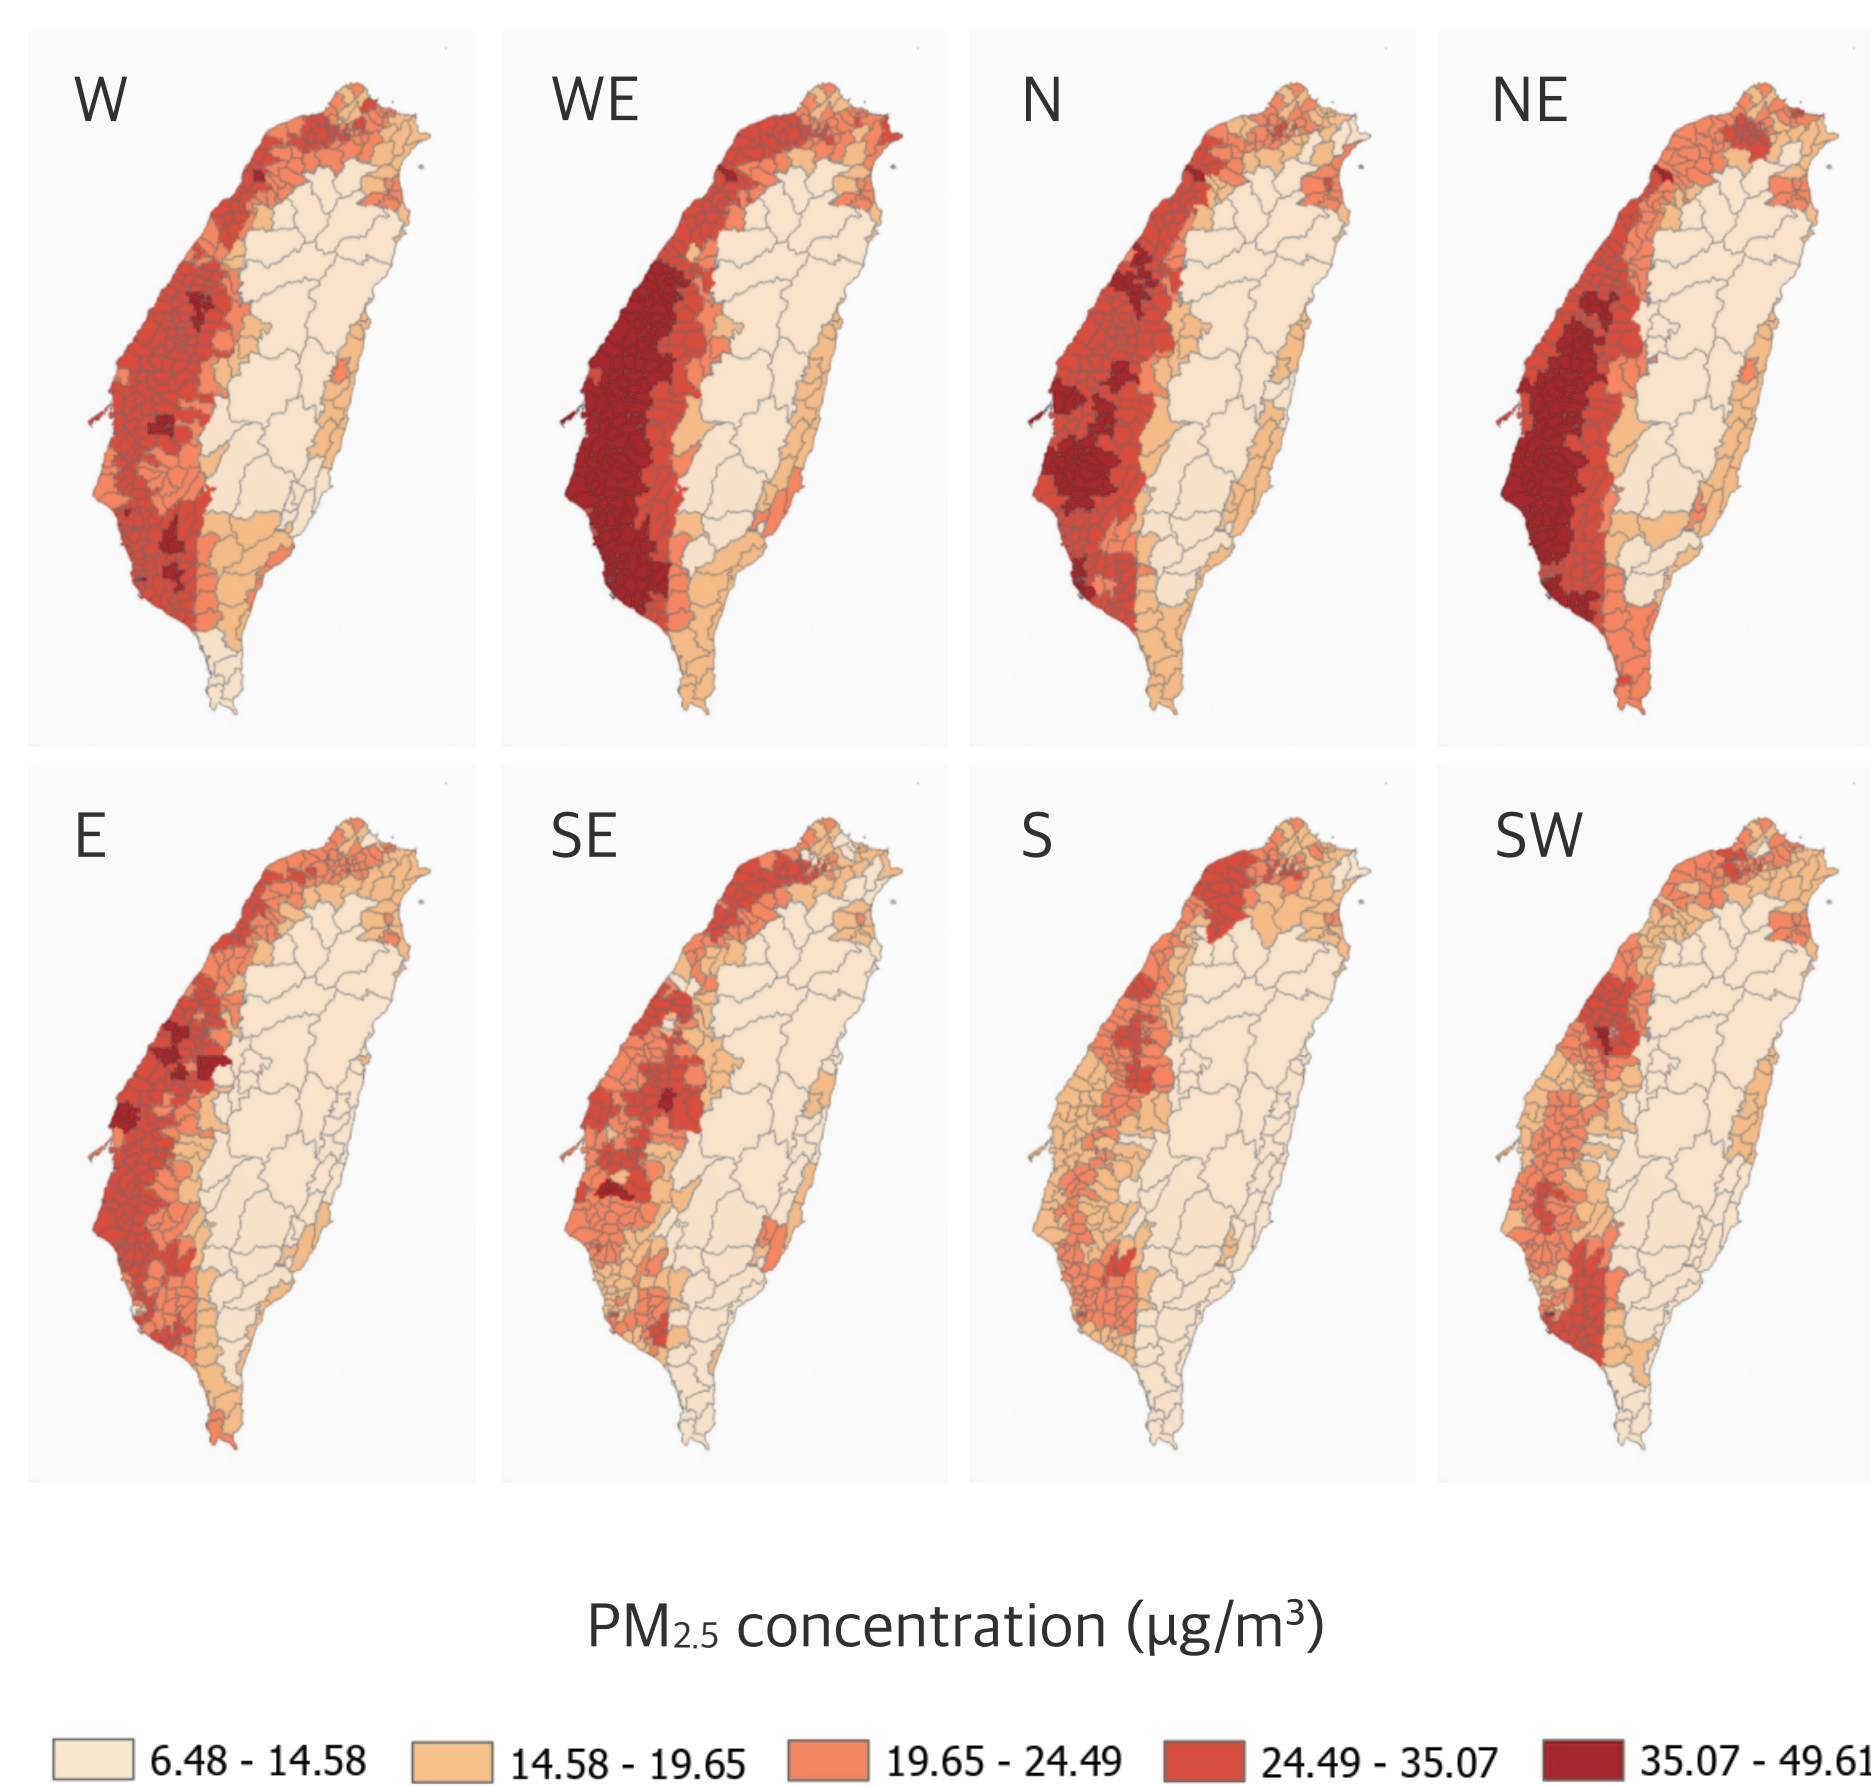 W WE N NE
E SE S SW
PM2.5 concentration (µg/m³)
6.48 - 14.58 14.58 - 19.65 19.65 - 24.49 24.49 - 35.07 35.07 - 49.61